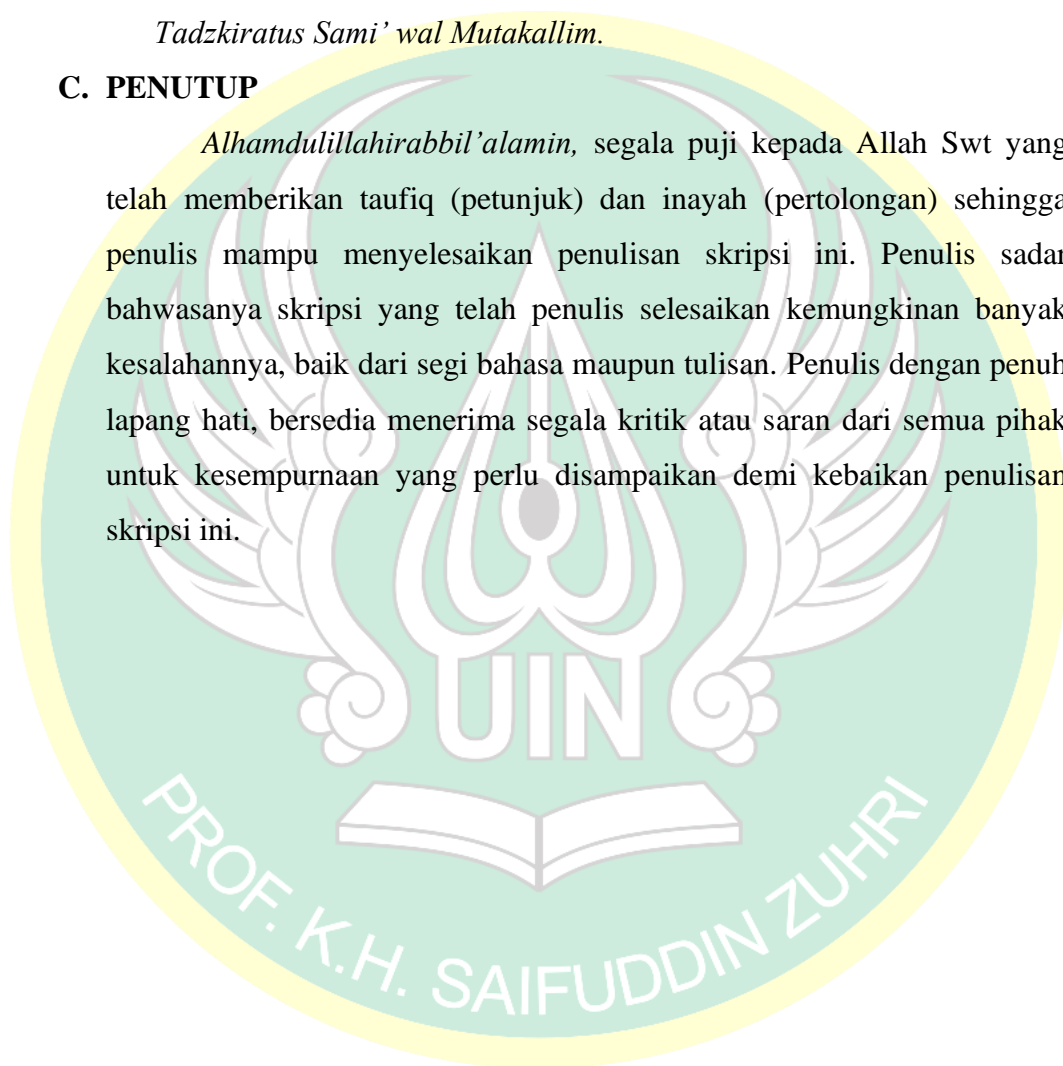 Tadzkiratus Sami’ wal Mutakallim.
C. PENUTUP
Alhamdulillahirabbil’alamin, segala puji kepada Allah Swt yang
telah memberikan taufiq (petunjuk) dan inayah (pertolongan) sehingga
penulis mampu menyelesaikan penulisan skripsi ini. Penulis sadar
bahwasanya skripsi yang telah penulis selesaikan kemungkinan banyak
kesalahannya, baik dari segi bahasa maupun tulisan. Penulis dengan penuh
lapang hati, bersedia menerima segala kritik atau saran dari semua pihak
untuk kesempurnaan yang perlu disampaikan demi kebaikan penulisan
skripsi ini.
UIN
PROF. K.H. SAIFUDDIN ZUHRI